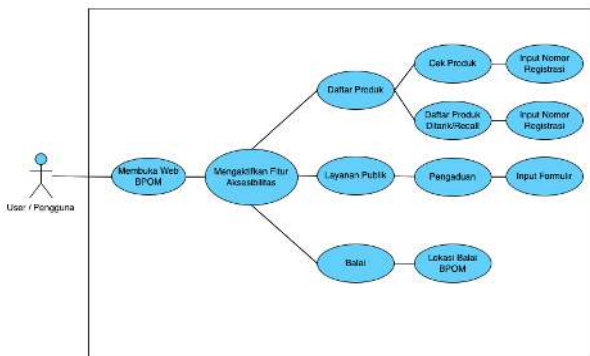 User / Pengguna
Membuka Web
BPOM
Mengaktifkan Fitur
Aksesibilitas
Daftar Produk
Cek Produk
Input Nomor
Registrasi
Daftar Produk
Ditarik/Recall
Input Nomor
Registrasi
Layanan Publik
Pengaduan
Input Formulir
Balai
Lokasi Balai
BPOM